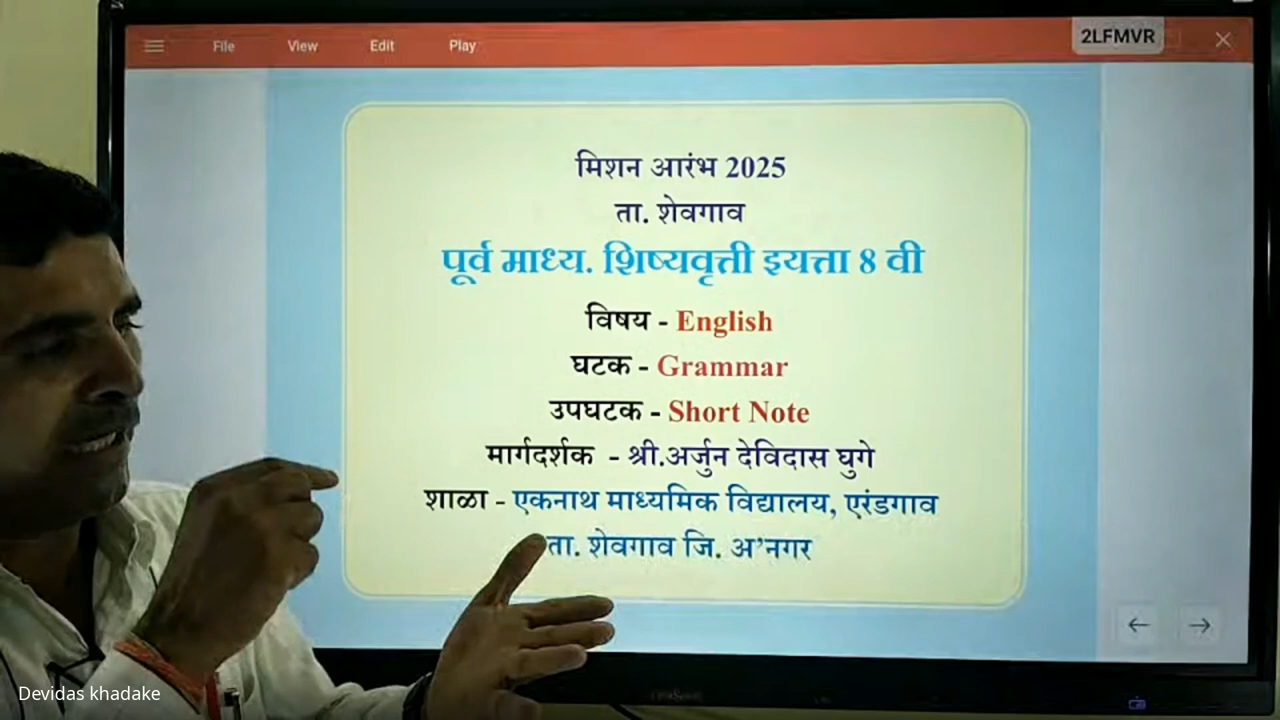 File View Edit Play
2LFMVR
मिशन आरंभ 2025
ता. शेवगाव
पूर्व माध्य. शिष्यवृत्ती इयत्ता 8 वी
विषय - English
घटक - Grammar
उपघटक - Short Note
मार्गदर्शक - श्री.अर्जुन देविदास घुगे
शाळा - एकनाथ माध्यमिक विद्यालय, एरंडगाव
ता. शेवगाव जि. अ’नगर
Devidas khadake